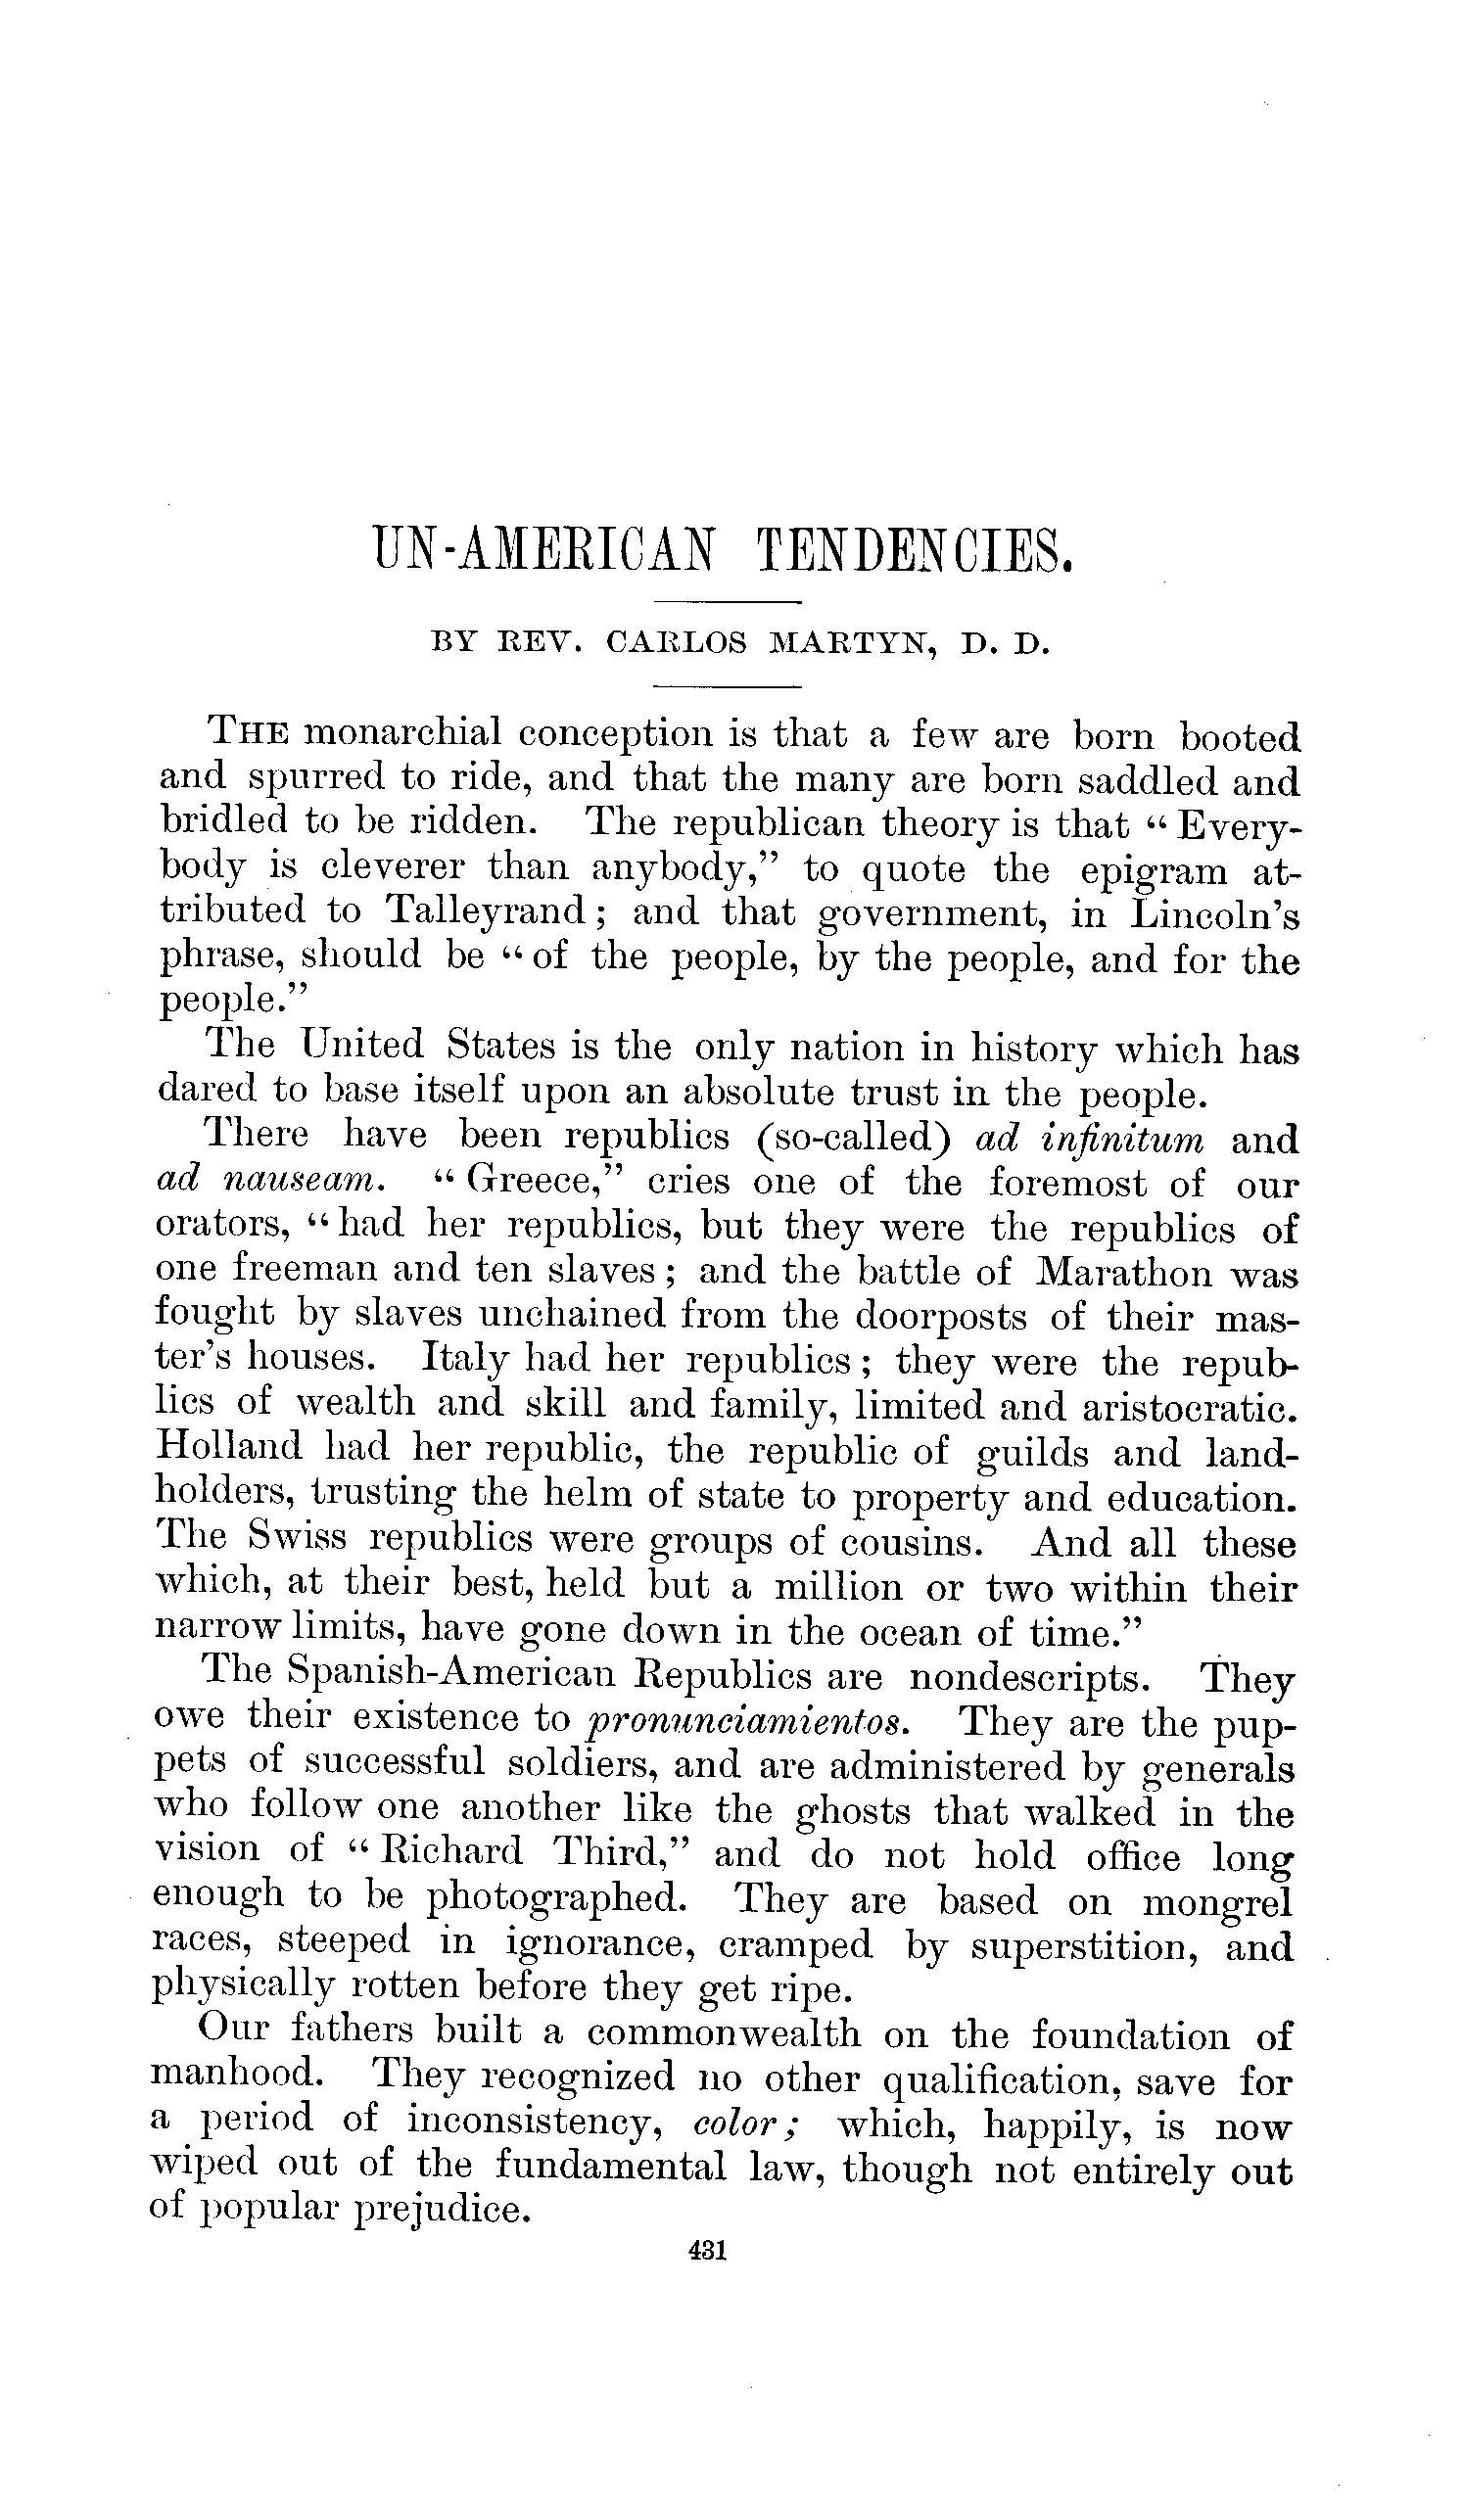 UN-AMERICAN TENDENCIES.
BY REV. CARLOS MARTYN, D. D.
THE monarchial conception is that a few are born booted
and spurred to ride, and that the many are born saddled and
bridled to be ridden. The republican theory is that “Every-
body is cleverer than anybody,” to quote the epigram at-
tributed to Talleyrand; and that government, in Lincoln's
phrase, should be “of the people, by the people, and for the
people.”
The United States is the only nation in history which has
dared to base itself upon an absolute trust in the people.
There have been republics (so-called) ad infinitum and
ad nauseam. “Greece,” cries one of the foremost of our
orators, “had her republics, but they were the republics of
one freeman and ten slaves; and the battle of Marathon was
fought by slaves unchained from the doorposts of their mas-
ter's houses. Italy had her republics; they were the repub-
lics of wealth and skill and family, limited and aristocratic.
Holland had her republic, the republic of guilds and land-
holders, trusting the helm of state to property and education.
The Swiss republics were groups of cousins. And all these
which, at their best, held but a million or two within their
narrow limits, have gone down in the ocean of time.”
The Spanish-American Republics are nondescripts. They
owe their existence to pronunciamientos. They are the pup-
pets of successful soldiers, and are administered by generals
who follow one another like the ghosts that walked in the
vision of “Richard Third,” and do not hold office long
enough to be photographed. They are based on mongrel
races, steeped in ignorance, cramped by superstition, and
physically rotten before they get ripe.
Our fathers built a commonwealth on the foundation of
manhood. They recognized no other qualification, save for
a period of inconsistency, color; which, happily, is now
wiped out of the fundamental law, though not entirely out
of popular prejudice.
431